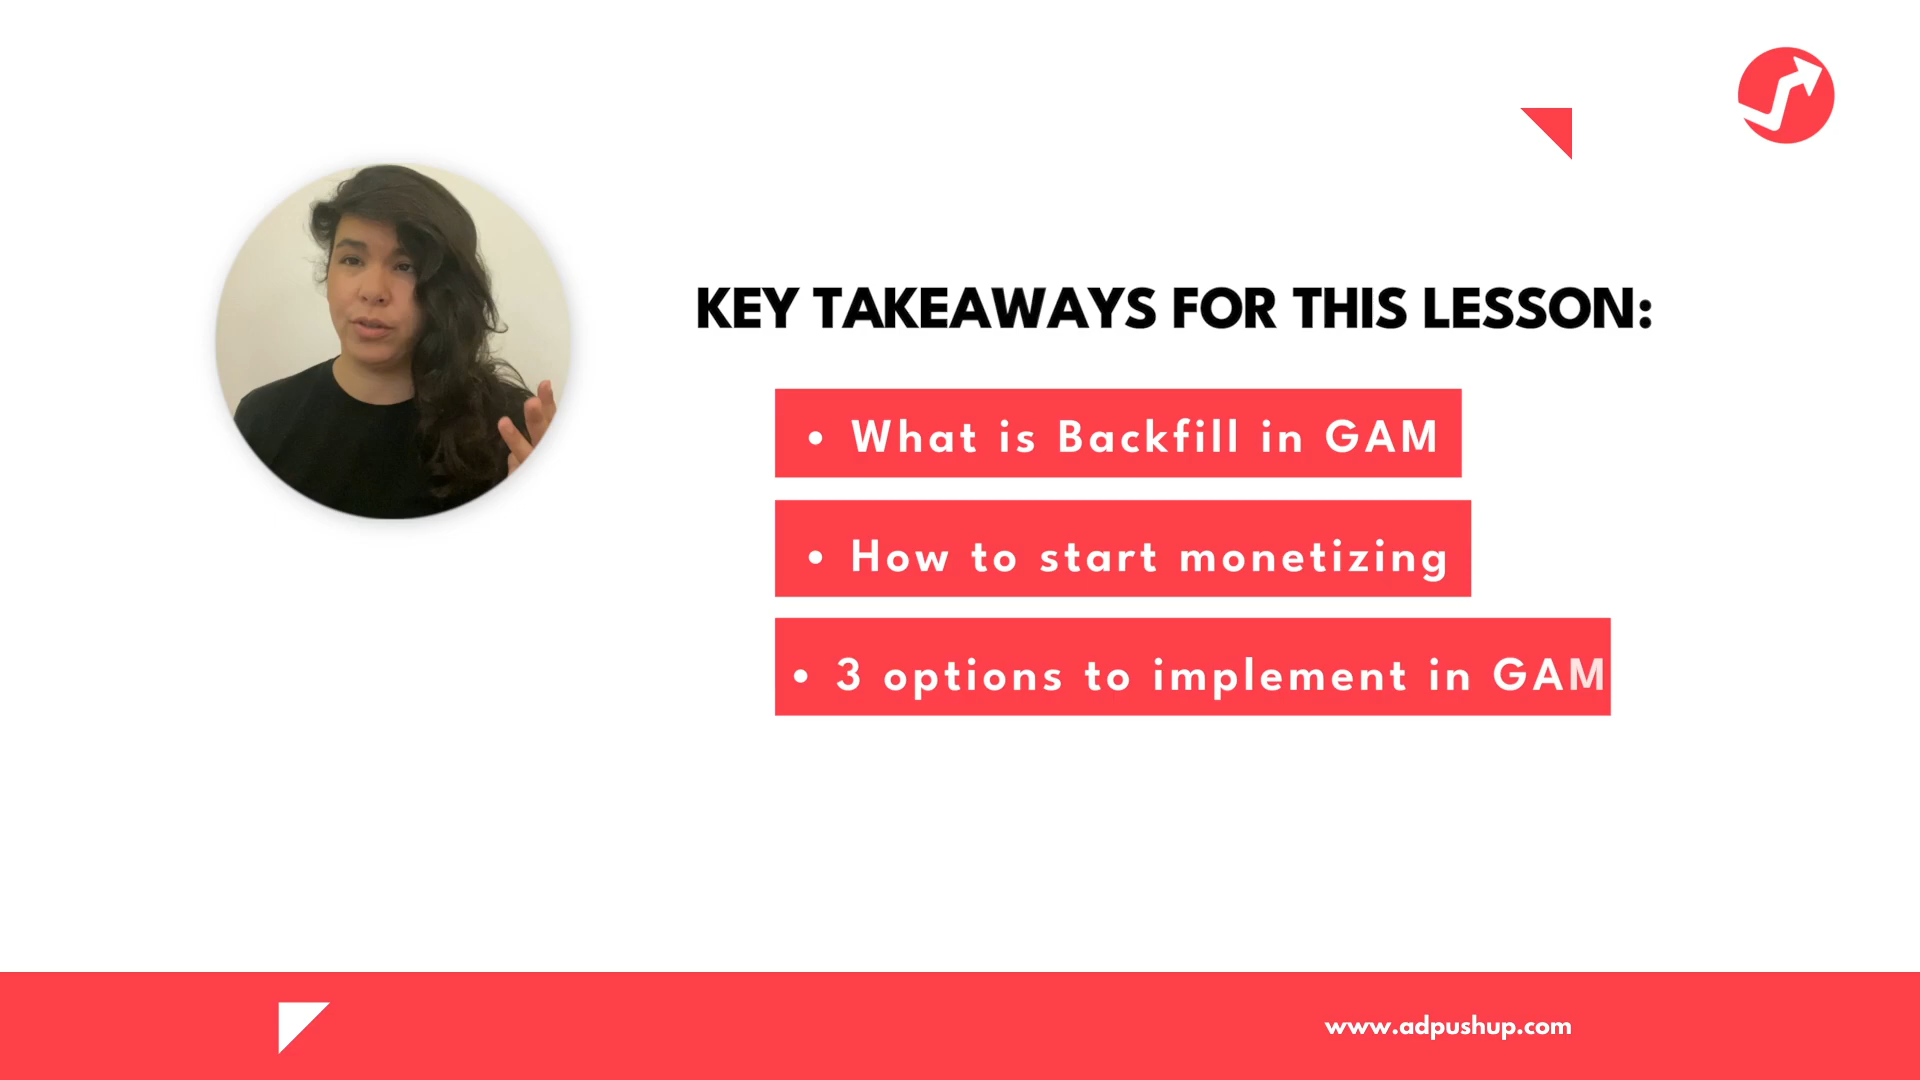 KEY TAKEAWAYS FOR THIS LESSON:
• What is Backfill in GAM
• How to start monetizing
• 3 options to implement in GAM
www.adpushup.com